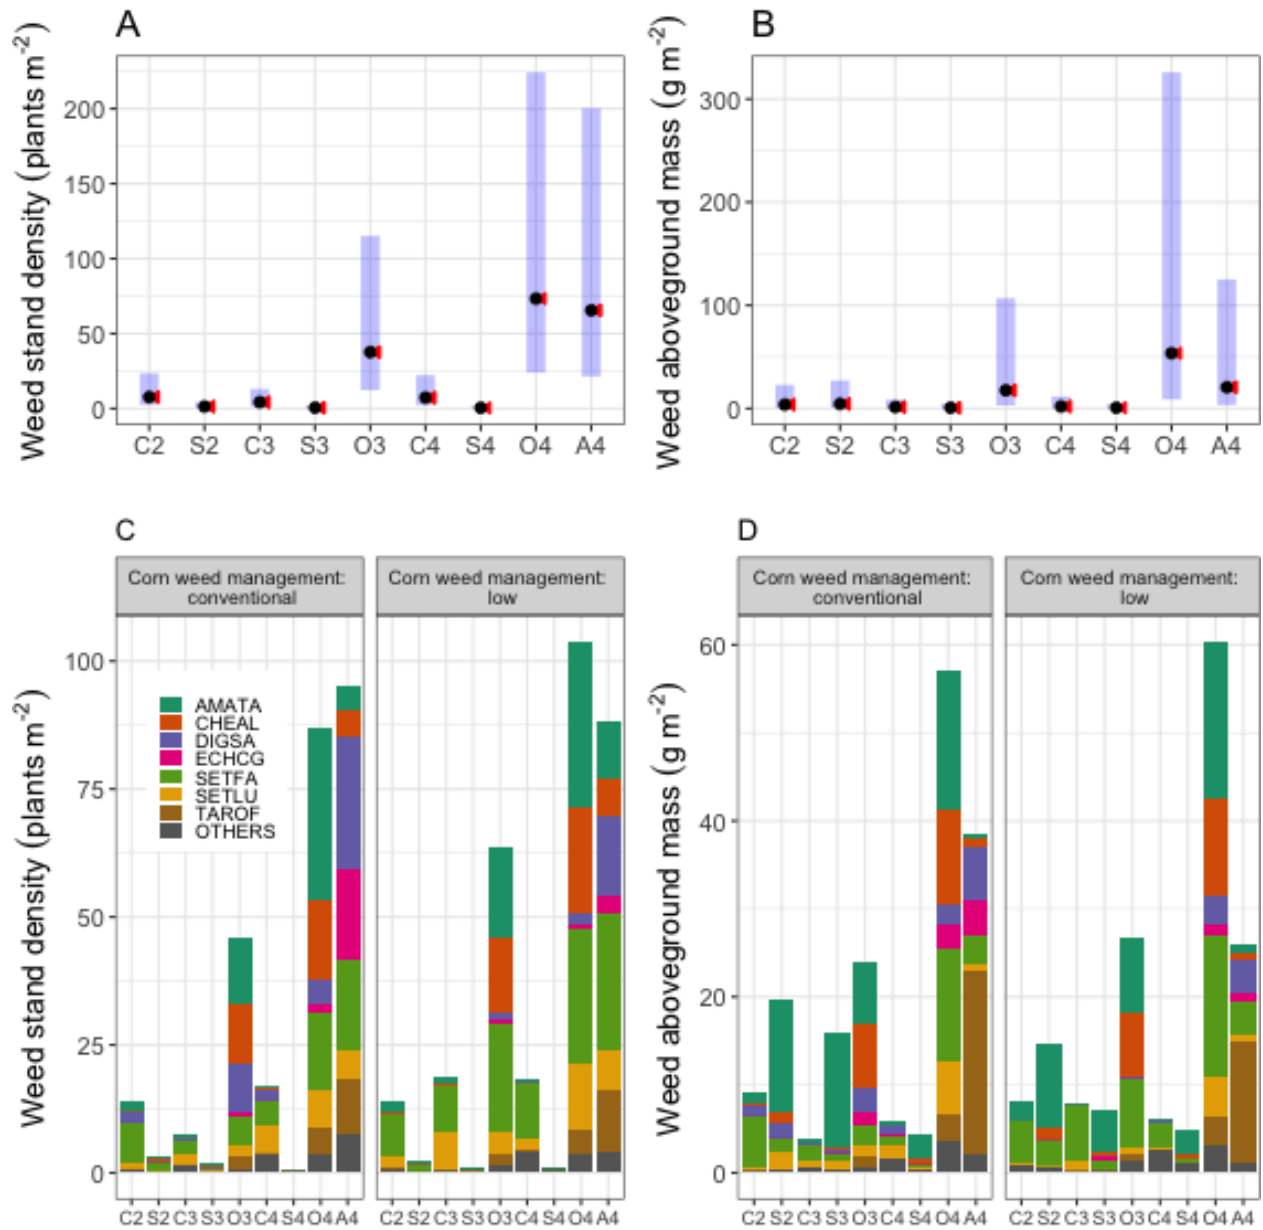 A
Weed stand density (plants m⁻²)
200
150
100
50
0
C2 S2 C3 S3 O3 C4 S4 O4 A4
B
Weed aboveground mass (g m⁻²)
300
200
100
0
C2 S2 C3 S3 O3 C4 S4 O4 A4
C
Corn weed management:
conventional
Corn weed management:
low
Weed stand density (plants m⁻²)
100
75
50
25
0
AMATA
CHEAL
DIGSA
ECHCG
SETFA
SETLU
TAROF
OTHERS
C2 S2 C3 S3 O3 C4 S4 O4 A4
C2 S2 C3 S3 O3 C4 S4 O4 A4
D
Corn weed management:
conventional
Corn weed management:
low
Weed aboveground mass (g m⁻²)
60
40
20
0
C2 S2 C3 S3 O3 C4 S4 O4 A4
C2 S2 C3 S3 O3 C4 S4 O4 A4